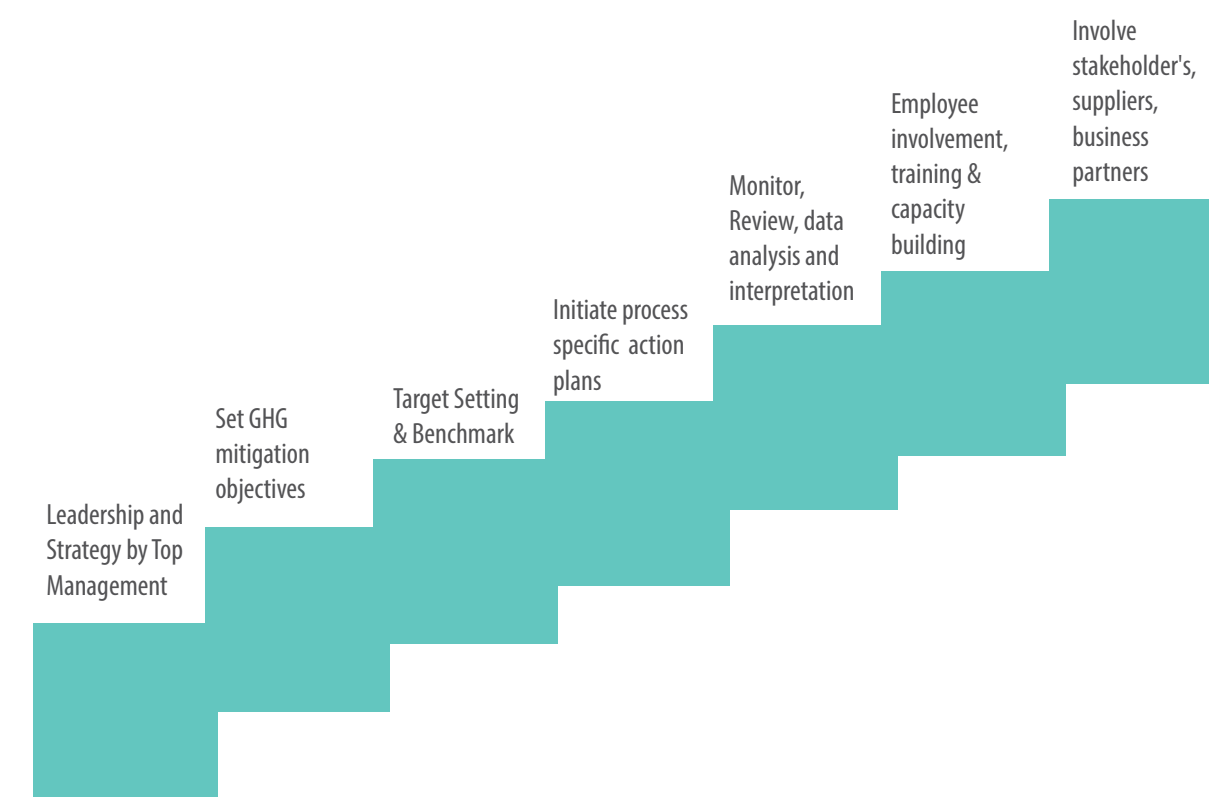 Leadership and
Strategy by Top
Management
Set GHG
mitigation
objectives
Target Setting
& Benchmark
Initiate process
specific action
plans
Monitor,
Review, data
analysis and
interpretation
Employee
involvement,
training &
capacity
building
Involve
stakeholder's,
suppliers,
business
partners